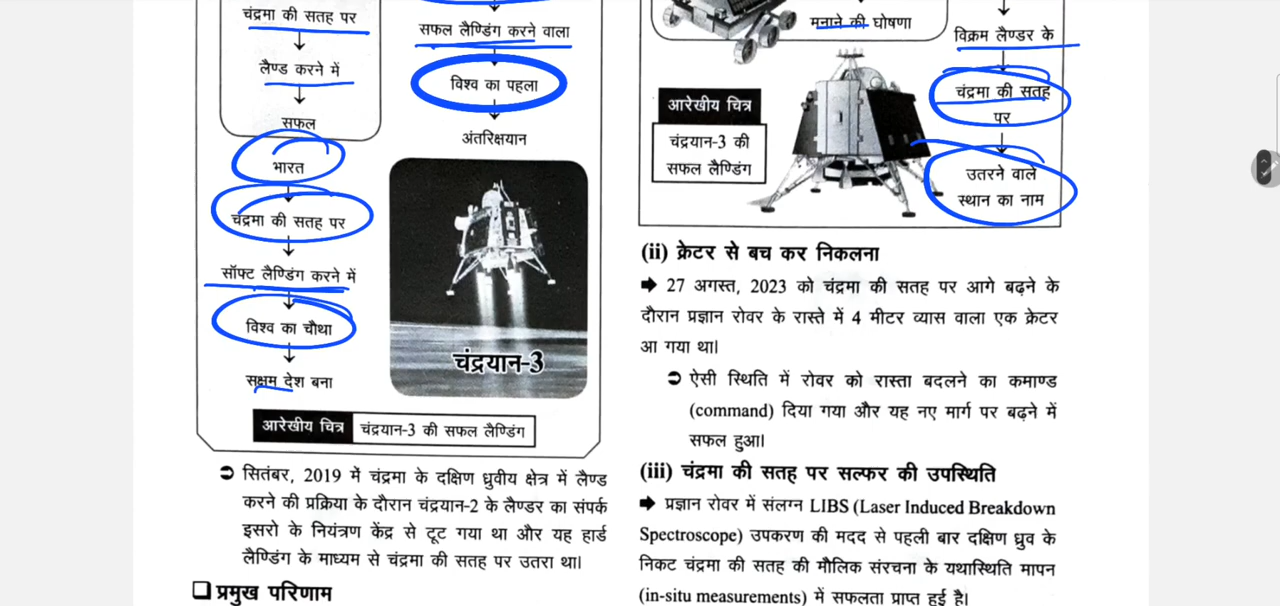 चंद्रमा की सतह पर
↓
लैण्ड करने में
↓
सफल
भारत
↓
चंद्रमा की सतह पर
↓
सॉफ्ट लैण्डिंग करने में
↓
विश्व का चौथा
↓
सक्षम देश बना
सफल लैण्डिंग करने वाला
↓
विश्व का पहला
↓
अंतरिक्षयान
चंद्रयान-3
आरेखीय चित्र चंद्रयान-3 की सफल लैण्डिंग
➲ सितंबर, 2019 में चंद्रमा के दक्षिण ध्रुवीय क्षेत्र में लैण्ड
करने की प्रक्रिया के दौरान चंद्रयान-2 के लैण्डर का संपर्क
इसरो के नियंत्रण केंद्र से टूट गया था और यह हार्ड
लैण्डिंग के माध्यम से चंद्रमा की सतह पर उतरा था।
❑ प्रमुख परिणाम
मनाने की घोषणा
विक्रम लैण्डर के
↓
चंद्रमा की सतह
पर
↓
उतरने वाले
स्थान का नाम
आरेखीय चित्र
चंद्रयान-3 की
सफल लैण्डिंग
(ii) क्रेटर से बच कर निकलना
➡ 27 अगस्त, 2023 को चंद्रमा की सतह पर आगे बढ़ने के
दौरान प्रज्ञान रोवर के रास्ते में 4 मीटर व्यास वाला एक क्रेटर
आ गया था।
➲ ऐसी स्थिति में रोवर को रास्ता बदलने का कमाण्ड
(command) दिया गया और यह नए मार्ग पर बढ़ने में
सफल हुआ।
(iii) चंद्रमा की सतह पर सल्फर की उपस्थिति
➡ प्रज्ञान रोवर में संलग्न LIBS (Laser Induced Breakdown
Spectroscope) उपकरण की मदद से पहली बार दक्षिण ध्रुव के
निकट चंद्रमा की सतह की मौलिक संरचना के यथास्थिति मापन
(in-situ measurements) में सफलता प्राप्त हुई है।